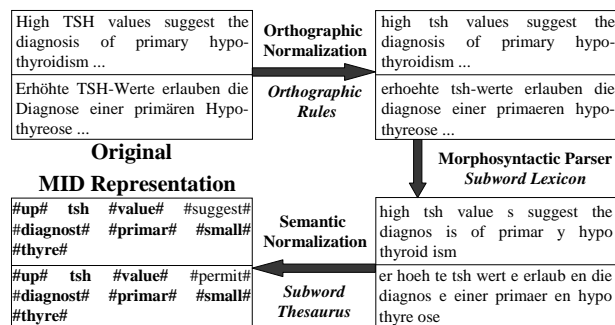 High TSH values suggest the
diagnosis of primary hypo-
thyroidism ...
Erhöhte TSH-Werte erlauben die
Diagnose einer primären Hypo-
thyreose ...
Original
Orthographic
Normalization
Orthographic
Rules
high tsh values suggest the
diagnosis of primary hypo-
thyroidism ...
erhoehte tsh-werte erlauben die
diagnose einer primaeren hypo-
thyreose ...
Morphosyntactic Parser
Subword Lexicon
high tsh value s suggest the
diagnos is of primar y hypo
thyroid ism
er hoeh te tsh wert e erlaub en die
diagnos e einer primaer en hypo
thyre ose
Semantic
Normalization
Subword
Thesaurus
MID Representation
#up# tsh #value# #suggest#
#diagnost# #primar# #small#
#thyre#
#up# tsh #value# #permit#
#diagnost# #primar# #small#
#thyre#